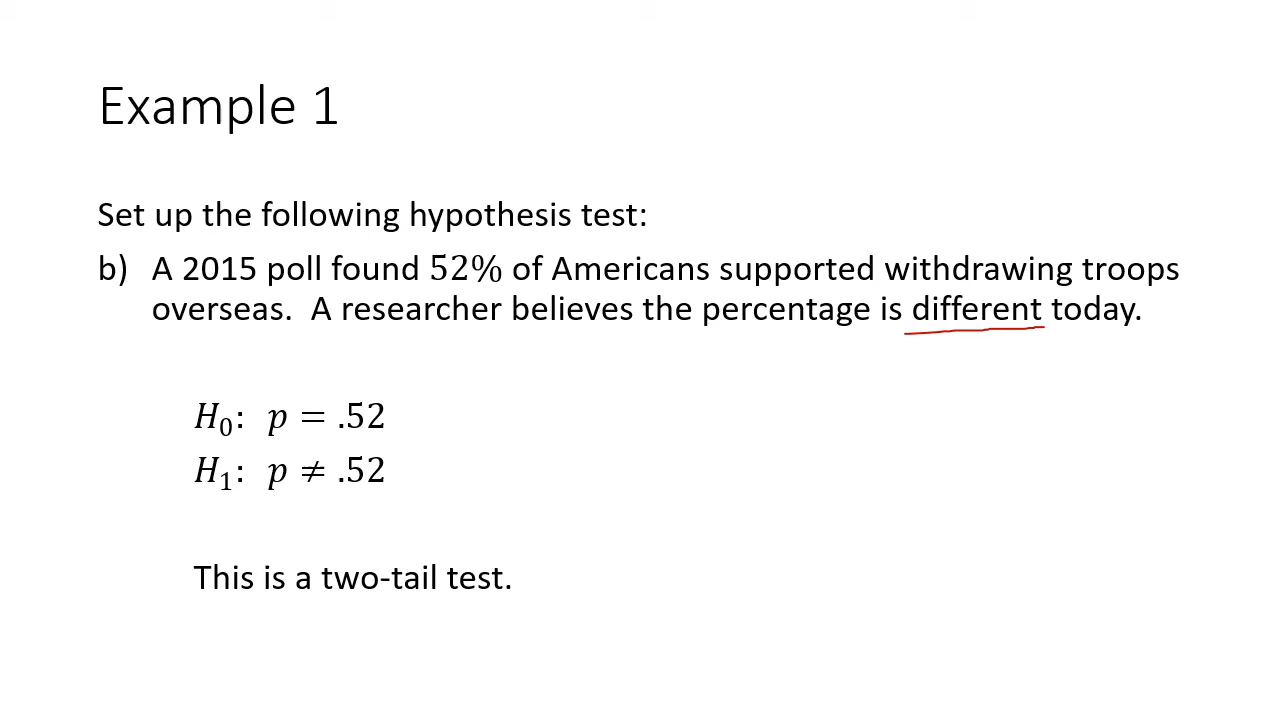 Example 1
Set up the following hypothesis test:
b) A 2015 poll found 52% of Americans supported withdrawing troops
overseas. A researcher believes the percentage is different today.
H₀: p = .52
H₁: p ≠ .52
This is a two-tail test.